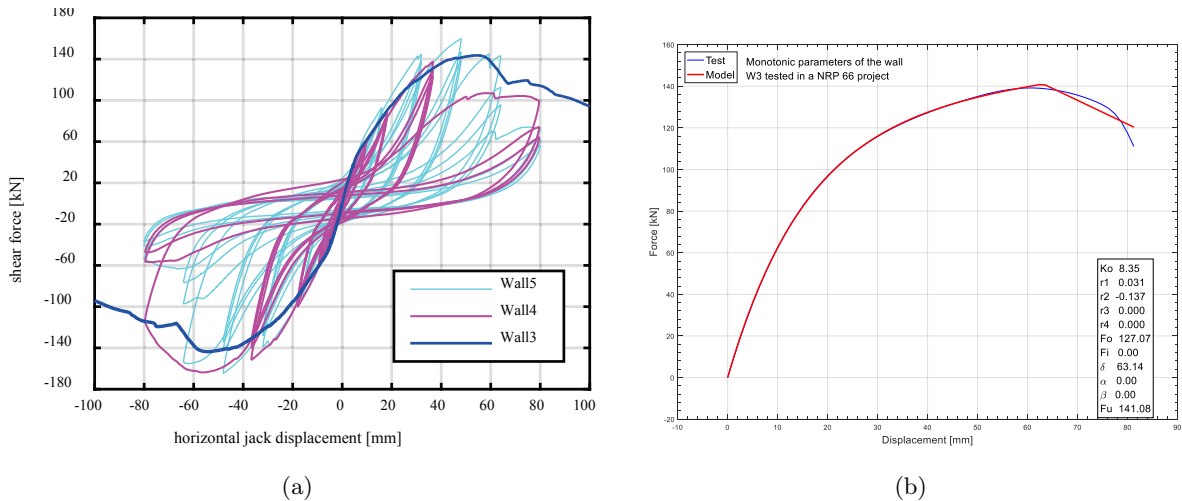 180
140
100
60
20
-20
-60
-100
-140
-180
shear force [kN]
Wall5
Wall4
Wall3
-100 -80 -60 -40 -20 0 20 40 60 80 100
horizontal jack displacement [mm]
(a)
160
140
120
100
80
60
40
20
0
-20
Force [kN]
Test
Model
Monotonic parameters of the wall
W3 tested in a NRP 66 project
Ko 8.35
r1 0.031
r2 -0.137
r3 0.000
r4 0.000
Fo 127.07
Fi 0.00
δ 63.14
α 0.00
β 0.00
Fu 141.08
-10 0 10 20 30 40 50 60 70 80 90
Displacement [mm]
(b)